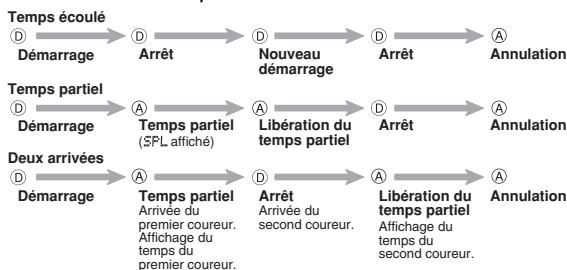 Temps écoulé
D D D D A
Démarrage Arrêt Nouveau démarrage Arrêt Annulation
Temps partiel
D A A D A
Démarrage Temps partiel (SPL affiché) Libération du temps partiel Arrêt Annulation
Deux arrivées
D A D A A
Démarrage Temps partiel Arrivée du premier coureur. Affichage du temps du premier coureur. Arrêt Arrivée du second coureur. Libération du temps partiel Affichage du temps du second coureur. Annulation